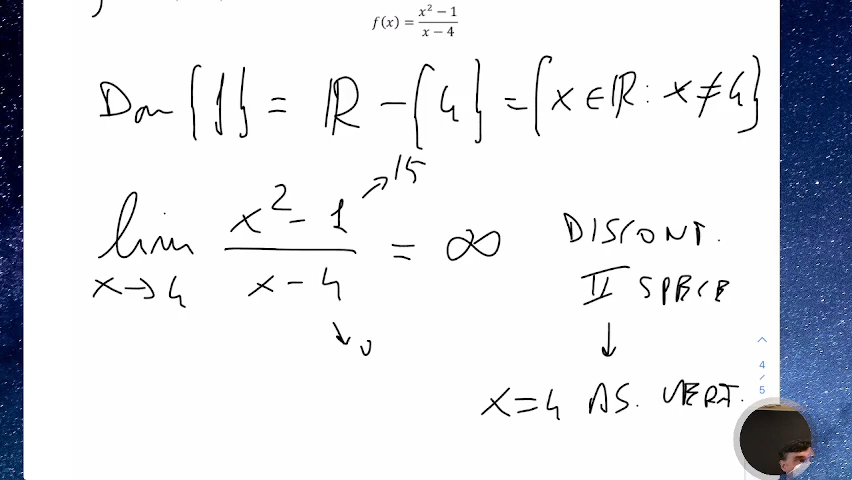 f(x) = x² − 1 / x − 4
Dom {f} = ℝ − {4} = {x ∈ ℝ : x ≠ 4}
lim x→4 x² − 1 / x − 4 = ∞
→ 15
→ 0
DISCONT.
II SPECIE
↓
x = 4 AS. VERT.
4
/
5